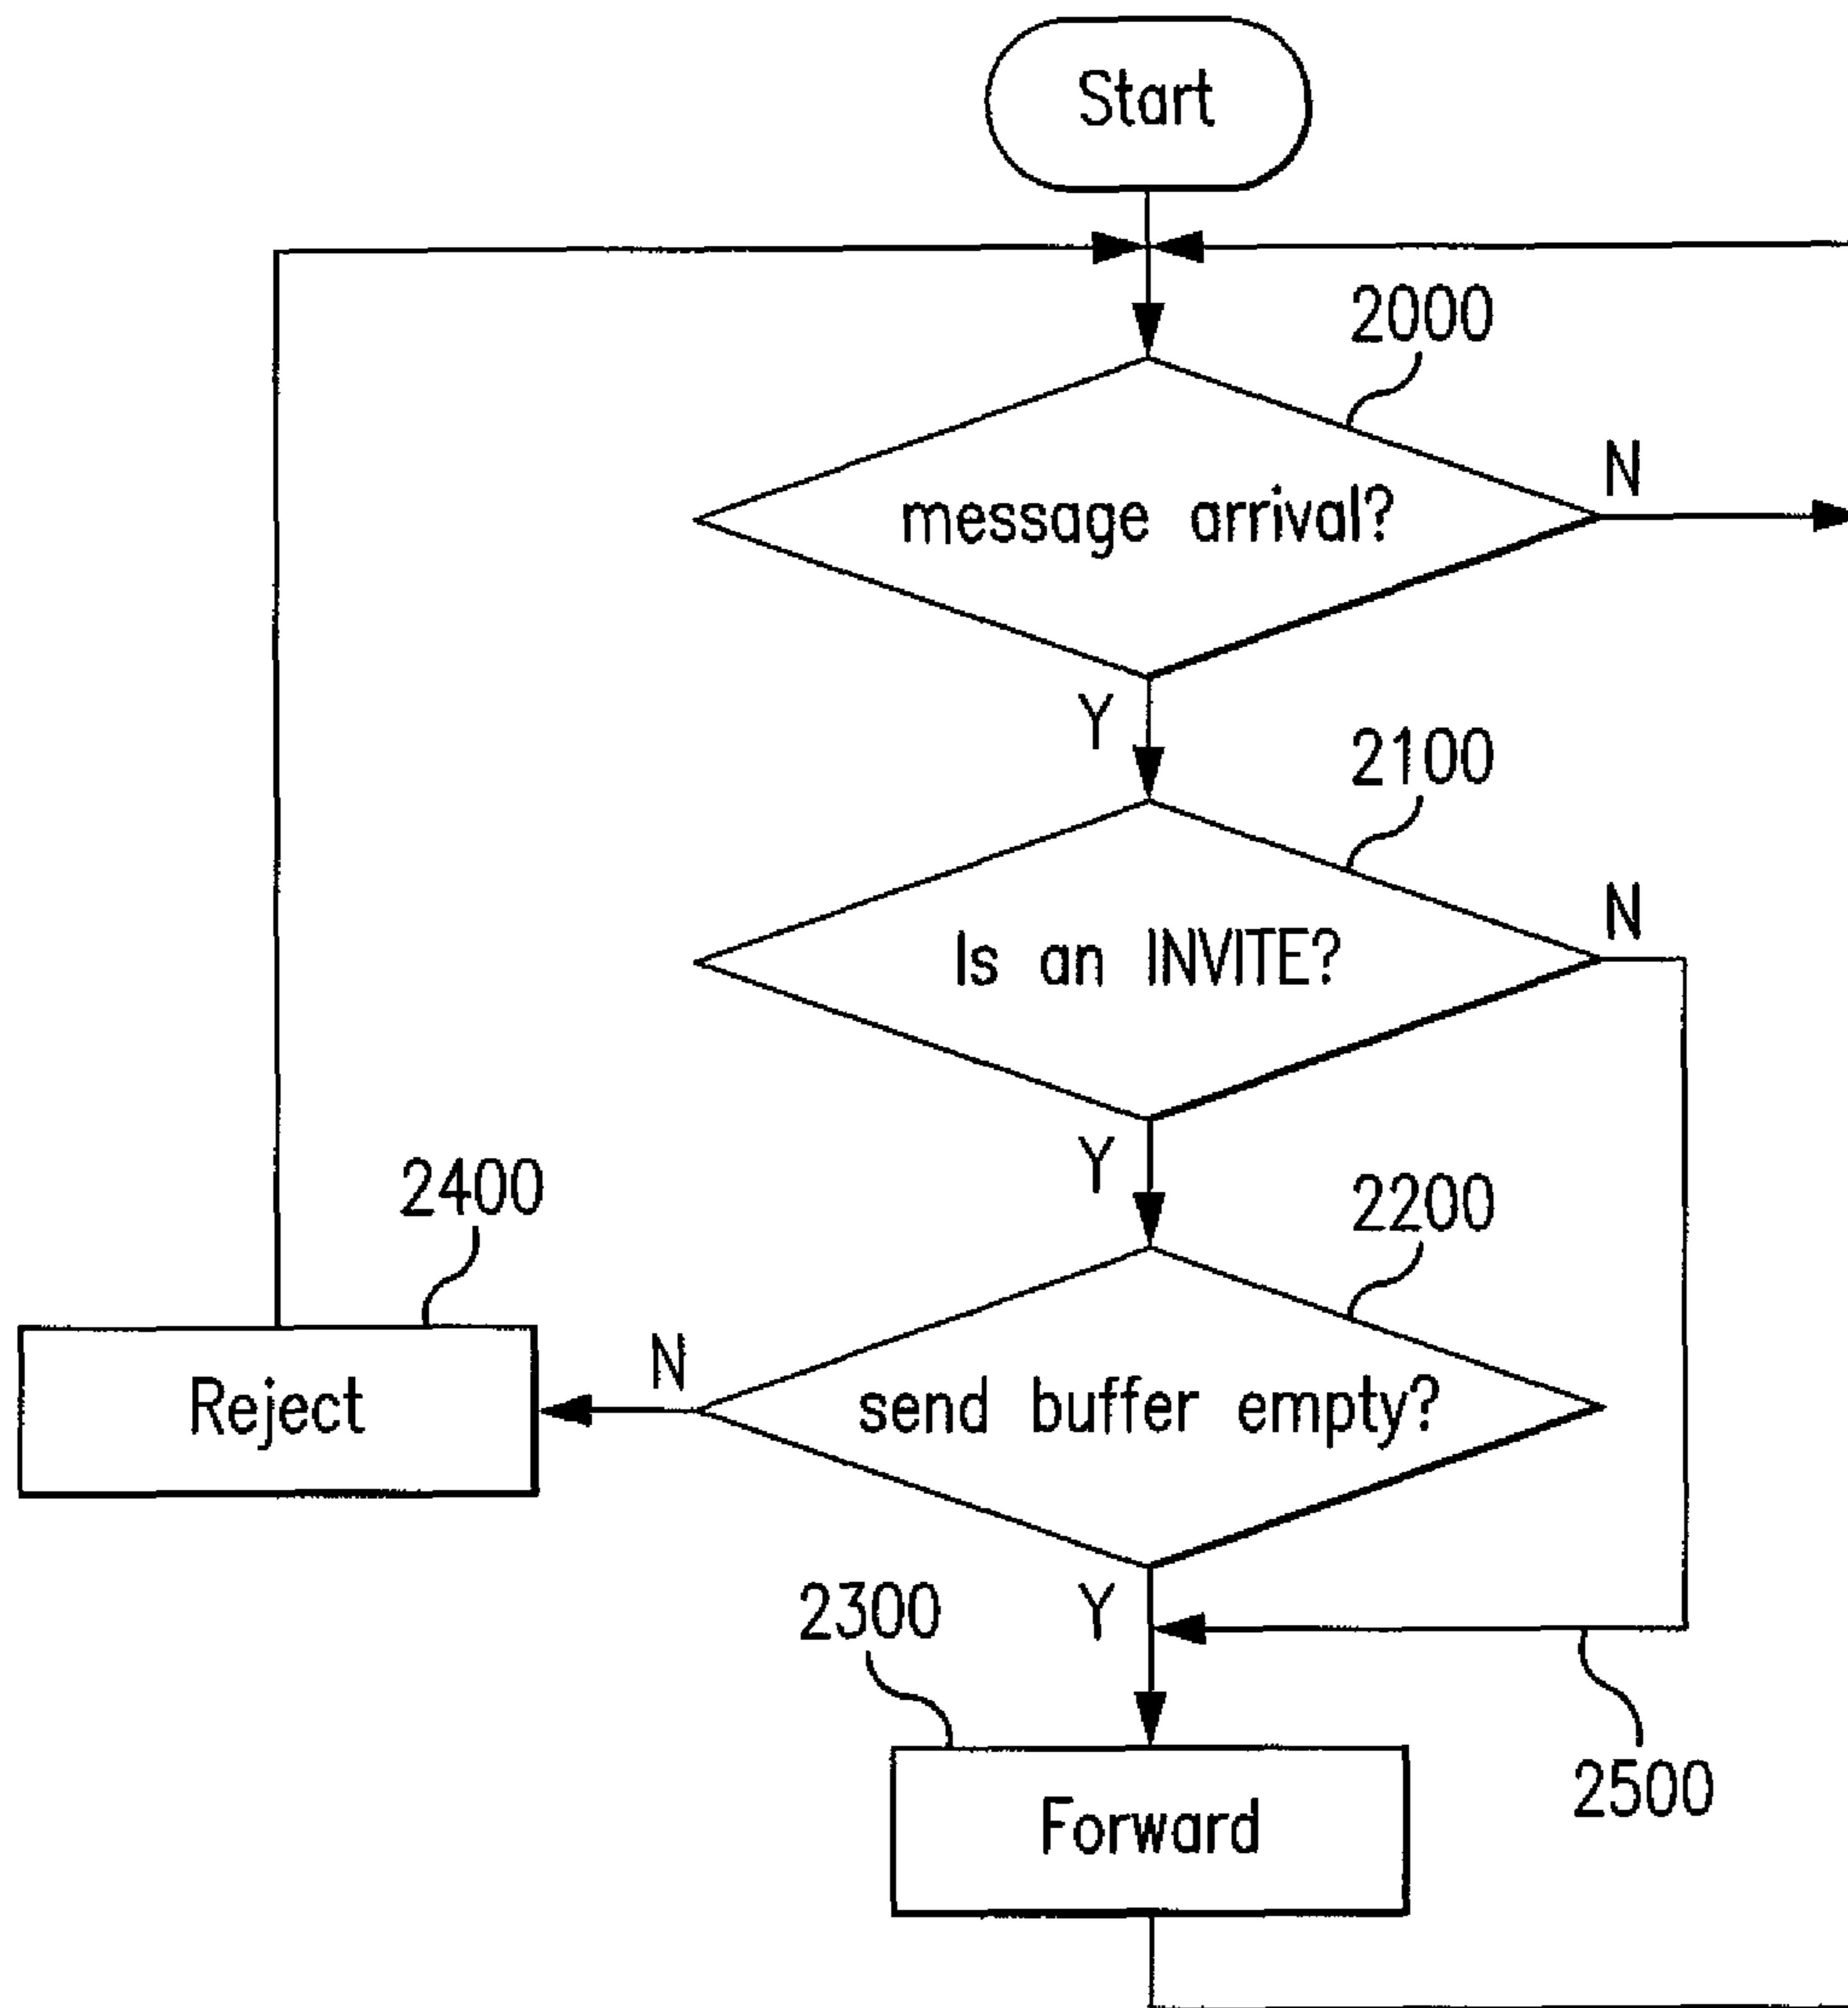 Start
2000
message arrival?
N
Y
2100
Is an INVITE?
N
Y
2400
2200
Reject
N
send buffer empty?
2300
Y
2500
Forward